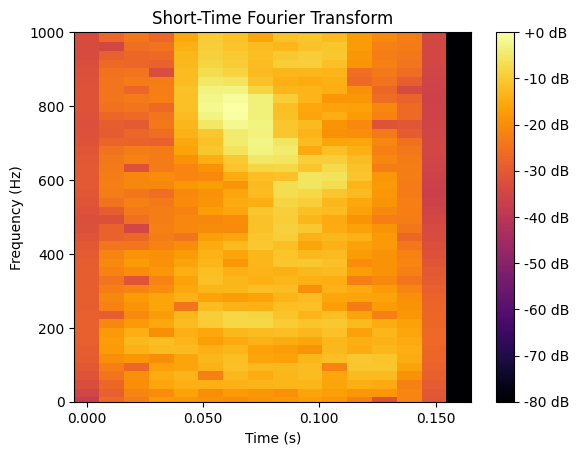 Short-Time Fourier Transform
1000
800
600
400
200
0
Frequency (Hz)
0.000
0.050
0.100
0.150
Time (s)
+0 dB
-10 dB
-20 dB
-30 dB
-40 dB
-50 dB
-60 dB
-70 dB
-80 dB